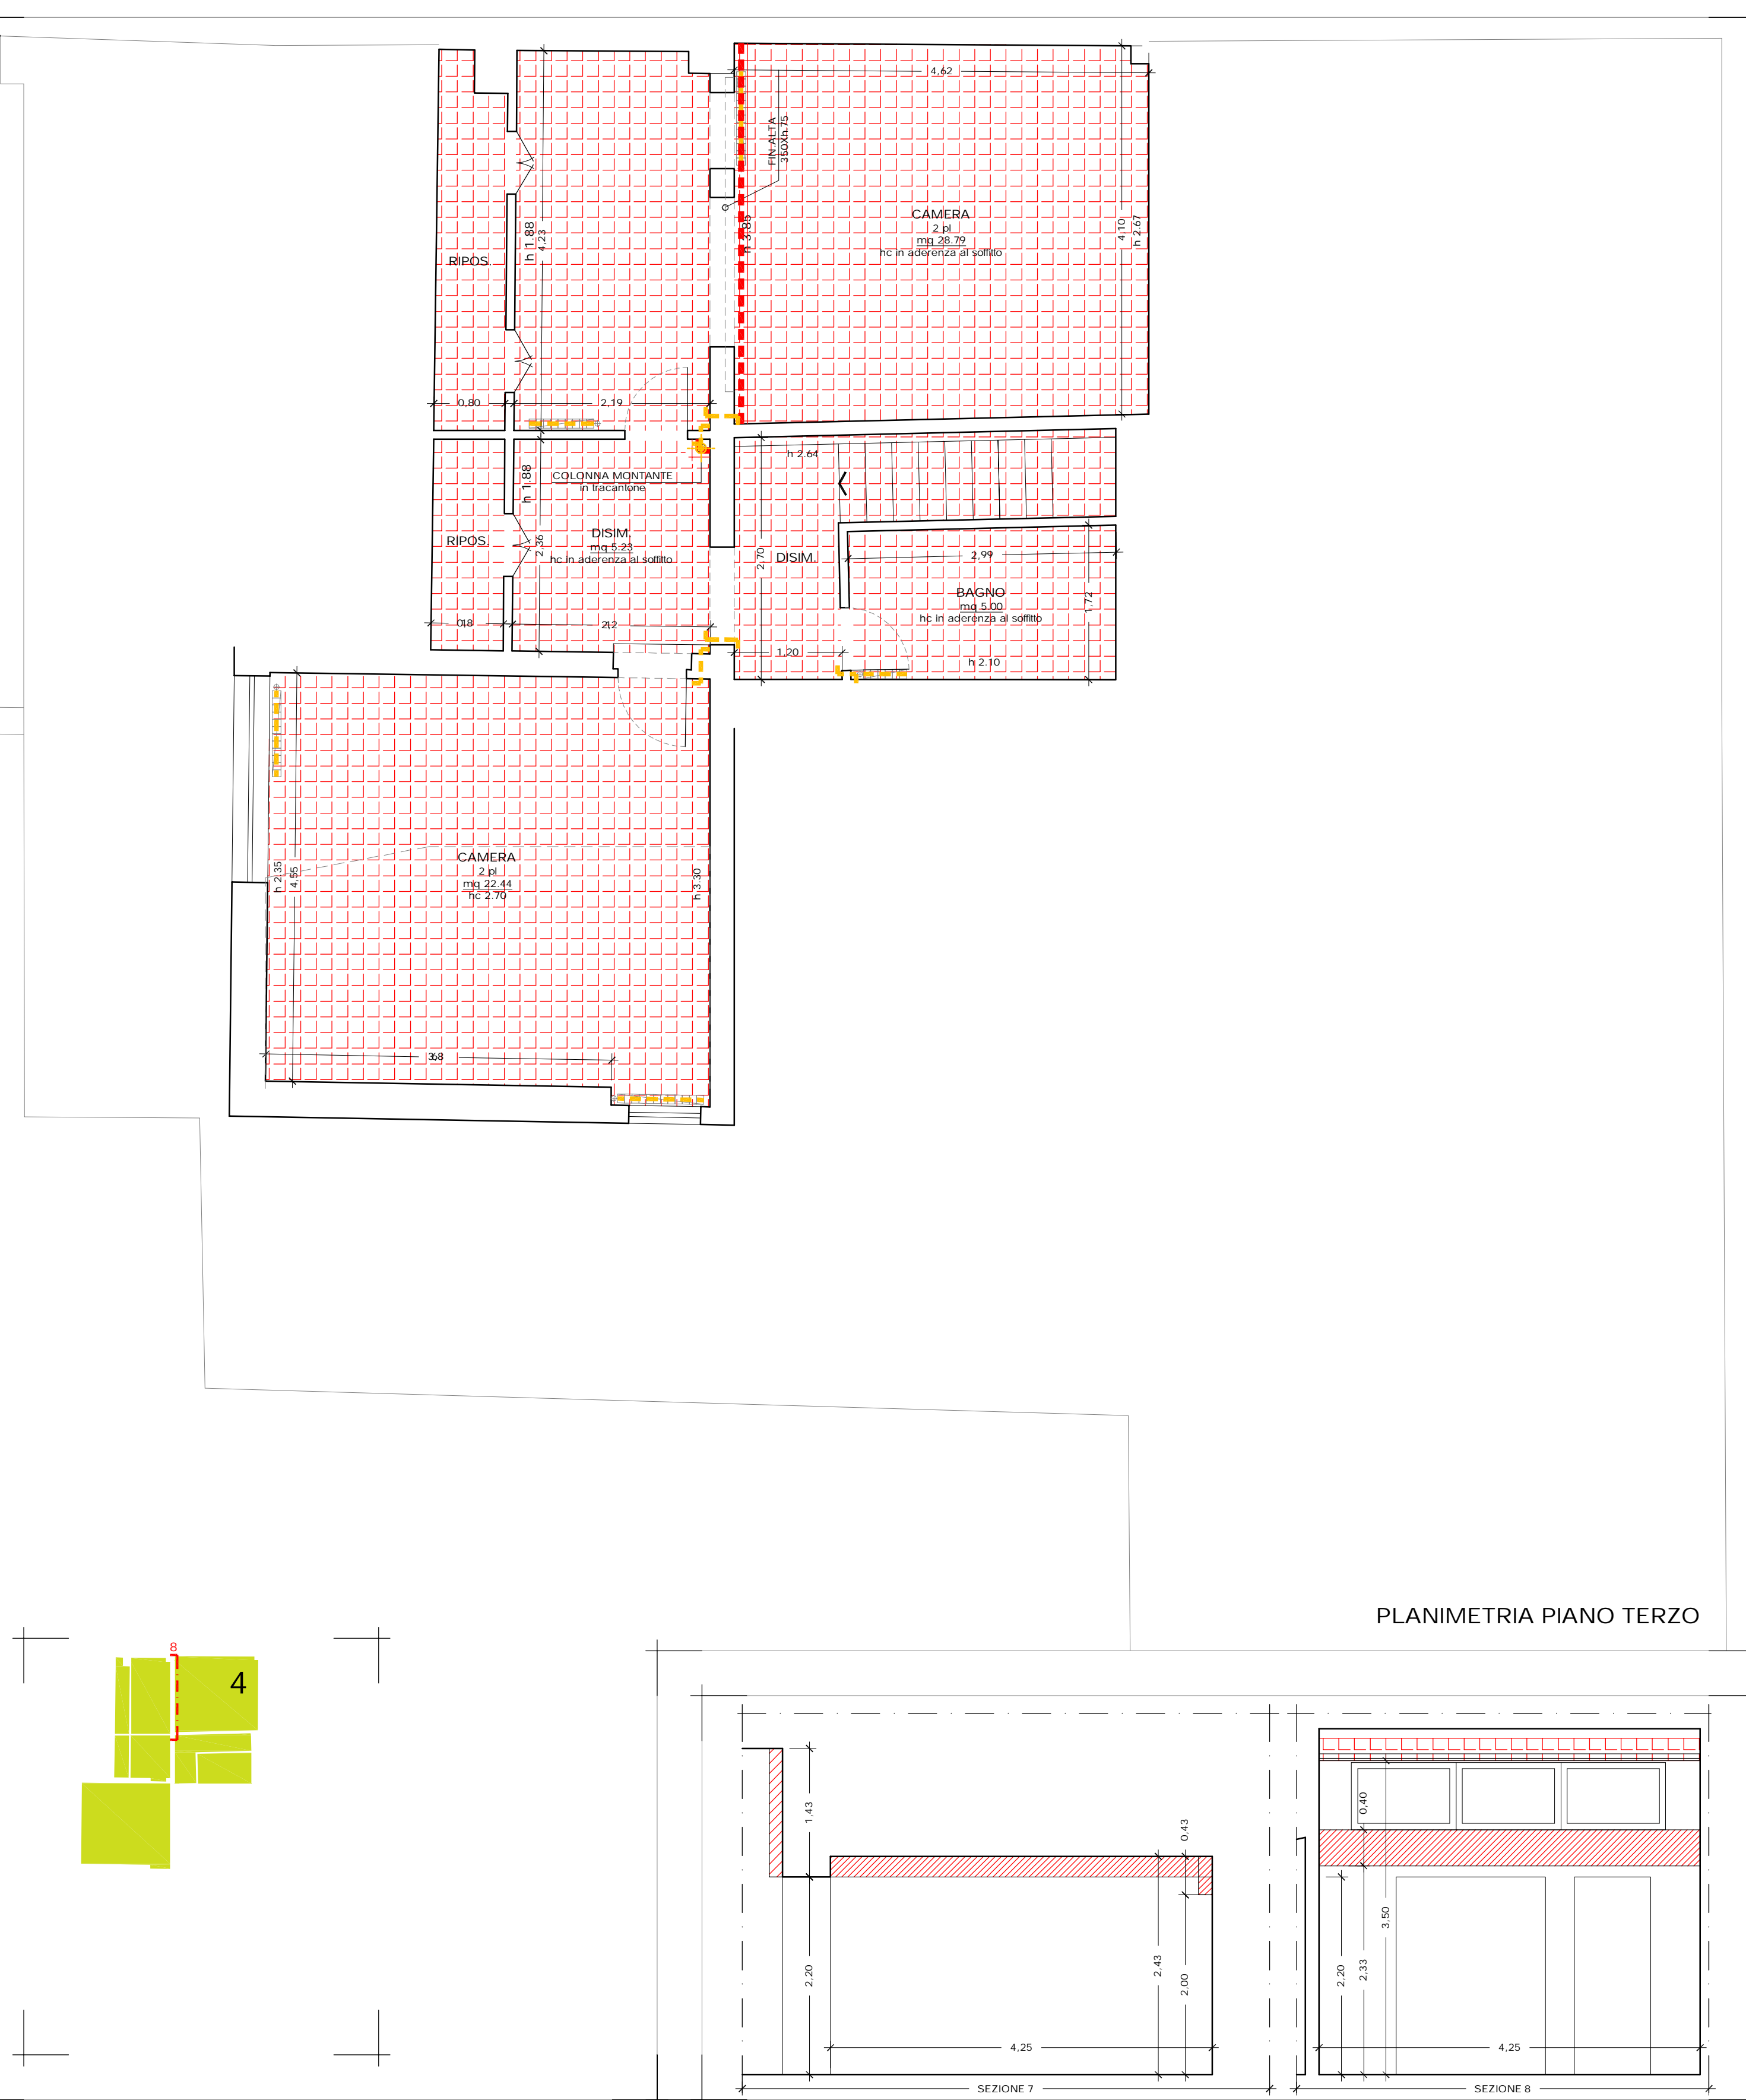 4,62
FIN.ALTA
350Xh.75
CAMERA
2 pl
mq 28.79
hc in aderenza al soffitto
4,10
h 2.67
h 3.85
h 1.88
4,23
RIPOS.
0,80
2,19
h 2.64
COLONNA MONTANTE
in tracantone
h 1.88
2,36
RIPOS.
DISIM.
mq 5.23
hc in aderenza al soffitto
2,70
DISIM.
2,99
BAGNO
mq 5.00
hc in aderenza al soffitto
1,72
h 2.10
1,20
CAMERA
2 pl
mq 22.44
hc 2.70
h 2.35
4,55
h 3.30
PLANIMETRIA PIANO TERZO
8
4
1,43
0,43
2,20
2,43
2,00
4,25
SEZIONE 7
0,40
3,50
2,20
2,33
4,25
SEZIONE 8